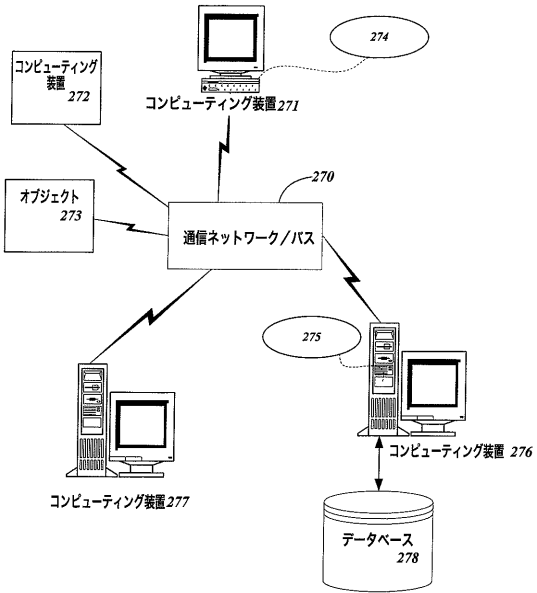 274
コンピューティング
装置
272
コンピューティング装置271
オブジェクト
273
270
通信ネットワーク/バス
275
コンピューティング装置 276
コンピューティング装置277
データベース
278